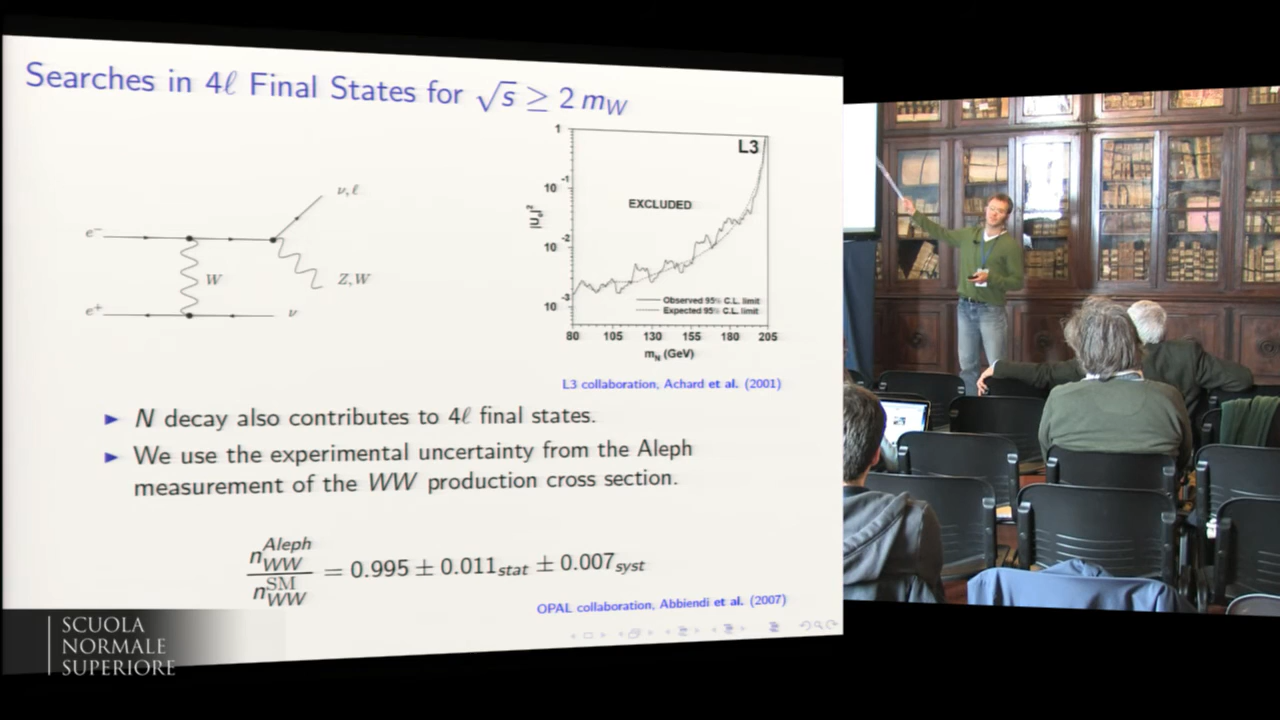 Searches in 4ℓ Final States for √s ≥ 2 m_W
ν, ℓ
e⁻
W
Z, W
e⁺
ν
L3
EXCLUDED
|U_e|²
1
10⁻¹
10⁻²
10⁻³
Observed 95% C.L. limit
Expected 95% C.L. limit
80 105 130 155 180 205
m_N (GeV)
L3 collaboration, Achard et al. (2001)
► N decay also contributes to 4ℓ final states.
► We use the experimental uncertainty from the Aleph
measurement of the WW production cross section.
n_WW^Aleph / n_WW^SM = 0.995 ± 0.011_stat ± 0.007_syst
OPAL collaboration, Abbiendi et al. (2007)
SCUOLA
NORMALE
SUPERIORE